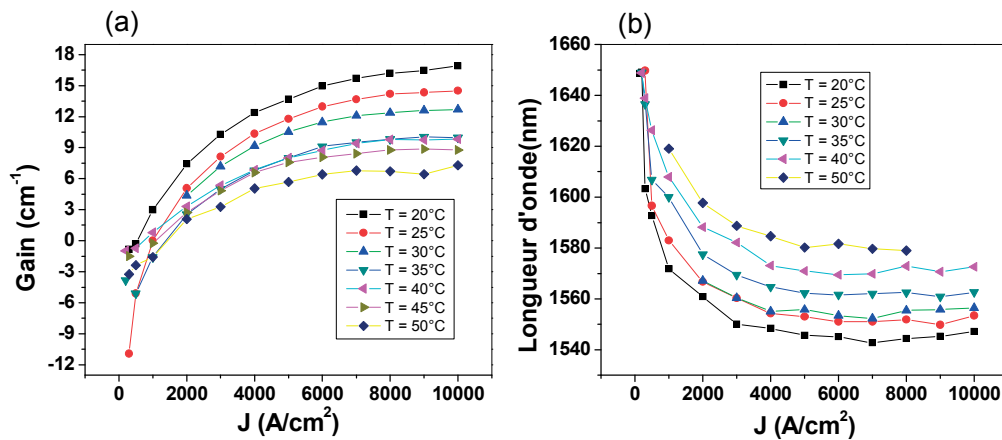 (a)
18
15
12
9
6
3
0
-3
-6
-9
-12
Gain (cm⁻¹)
0 2000 4000 6000 8000 10000
J (A/cm²)
T = 20°C
T = 25°C
T = 30°C
T = 35°C
T = 40°C
T = 45°C
T = 50°C
(b)
1660
1640
1620
1600
1580
1560
1540
Longueur d'onde(nm)
0 2000 4000 6000 8000 10000
J (A/cm²)
T = 20°C
T = 25°C
T = 30°C
T = 35°C
T = 40°C
T = 50°C